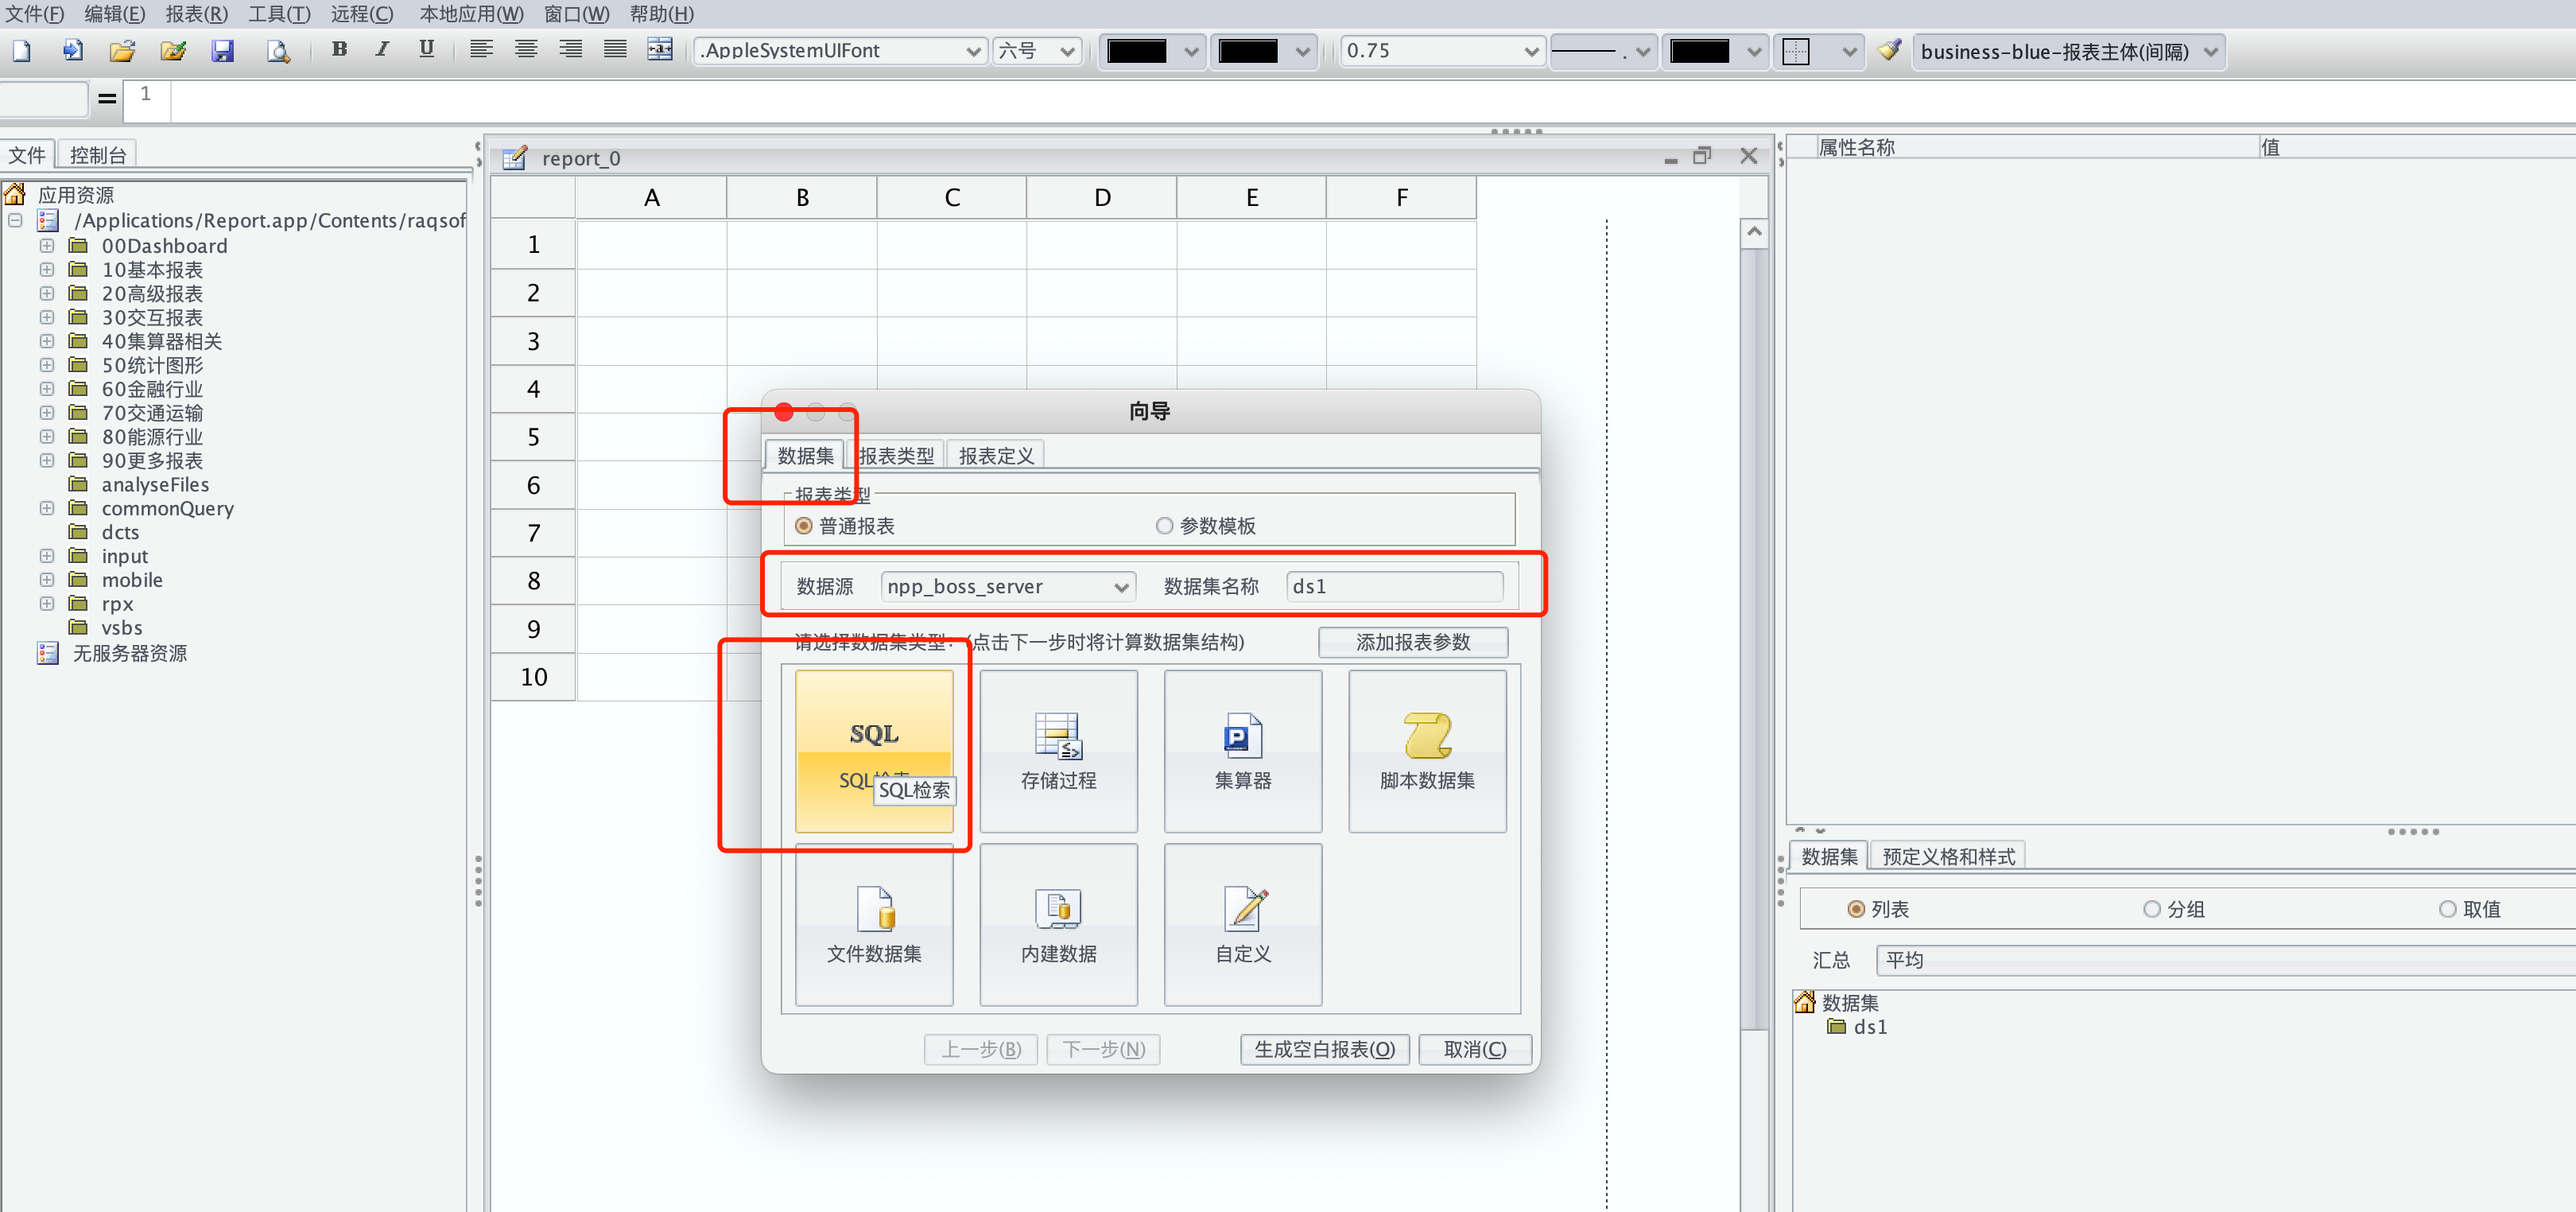 文件(F) 编辑(E) 报表(R) 工具(T) 远程(C) 本地应用(W) 窗口(W) 帮助(H)
B I U .AppleSystemUIFont 六号 0.75 business-blue-报表主体(间隔)
= 1
文件 控制台
应用资源
/Applications/Report.app/Contents/raqsof
00Dashboard
10基本报表
20高级报表
30交互报表
40集算器相关
50统计图形
60金融行业
70交通运输
80能源行业
90更多报表
analyseFiles
commonQuery
dcts
input
mobile
rpx
vsbs
无服务器资源
report_0
A B C D E F
1
2
3
4
5
6
7
8
9
10
向导
数据集 报表类型 报表定义
报表类型
普通报表 参数模板
数据源 npp_boss_server 数据集名称 ds1
请选择数据集类型：(点击下一步时将计算数据集结构) 添加报表参数
SQL
SQL检索
SQL检索
存储过程
集算器
脚本数据集
文件数据集
内建数据
自定义
上一步(B) 下一步(N) 生成空白报表(O) 取消(C)
属性名称 值
数据集 预定义格和样式
列表 分组 取值
汇总 平均
数据集
ds1